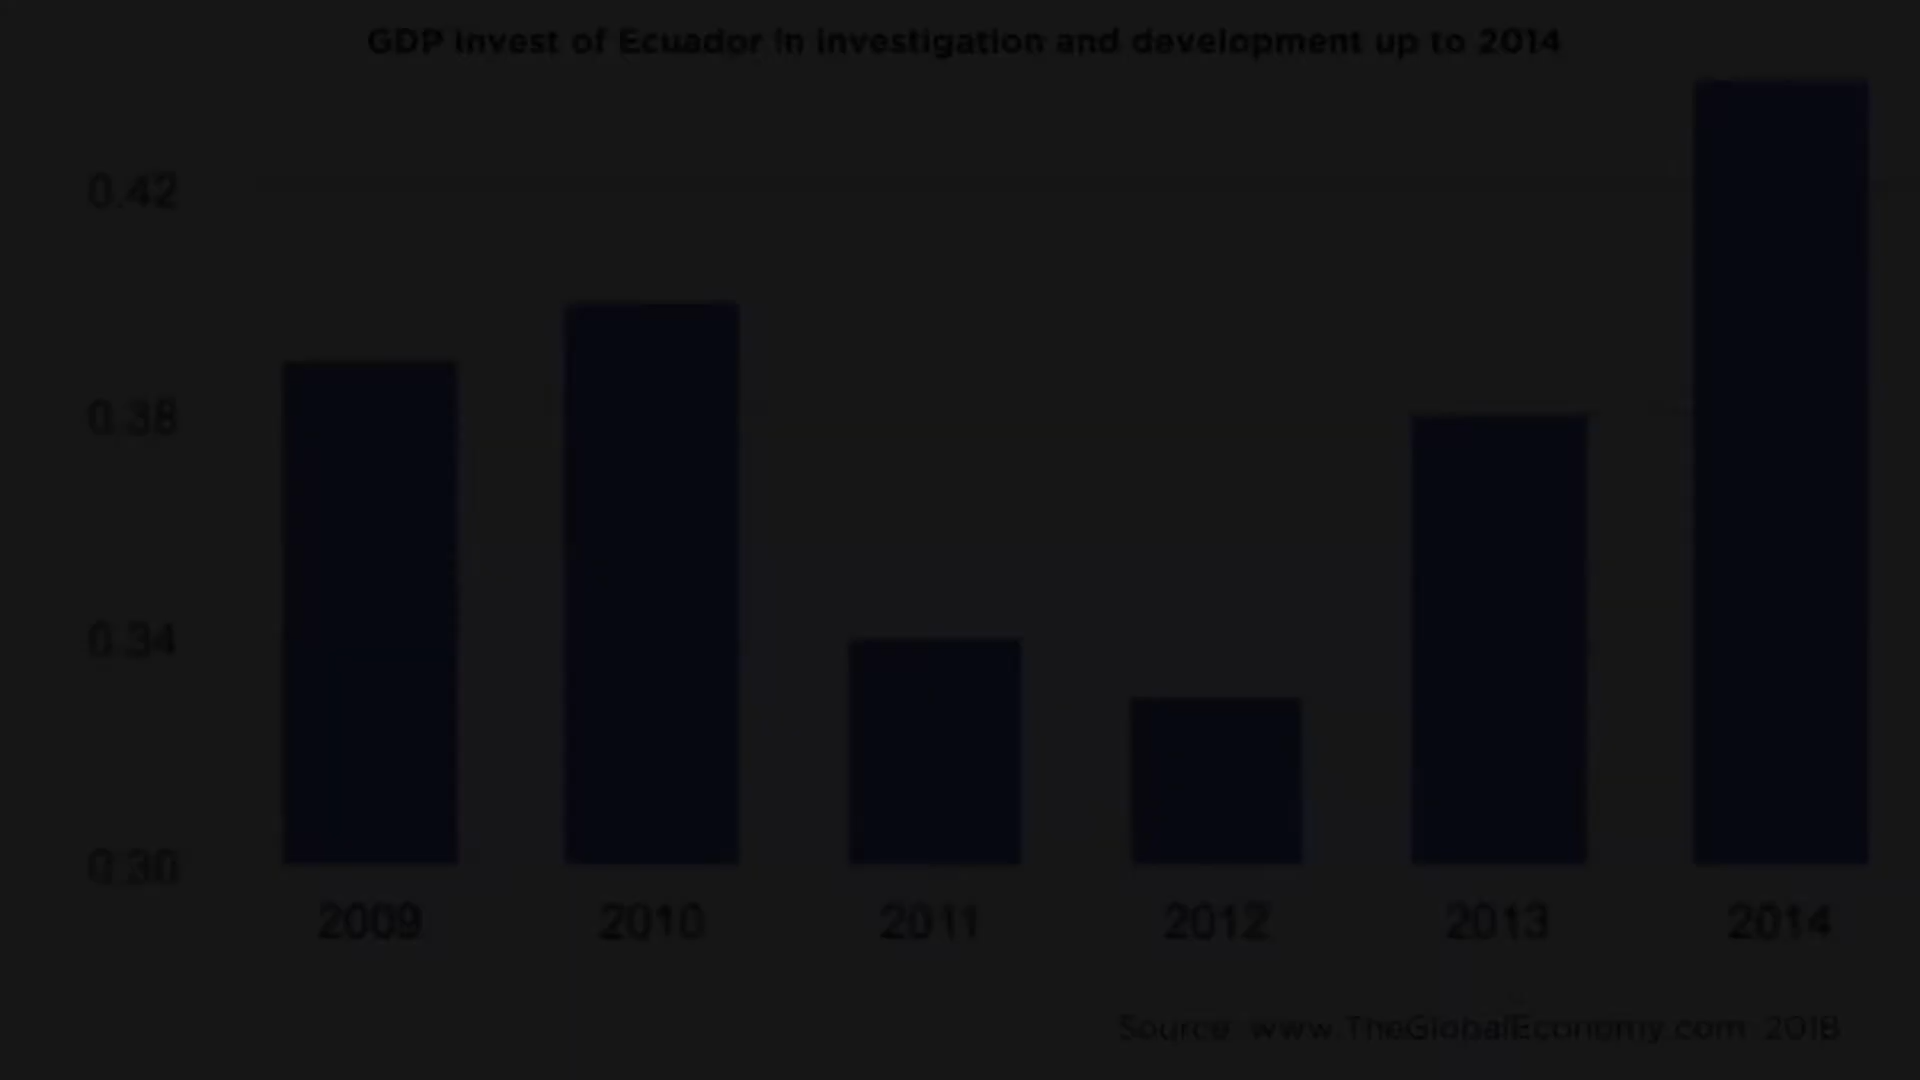 GDP invest of Ecuador in investigation and development up to 2014
0.42
0.38
0.34
0.30
2009 2010 2011 2012 2013 2014
Source: www.TheGlobalEconomy.com 2018